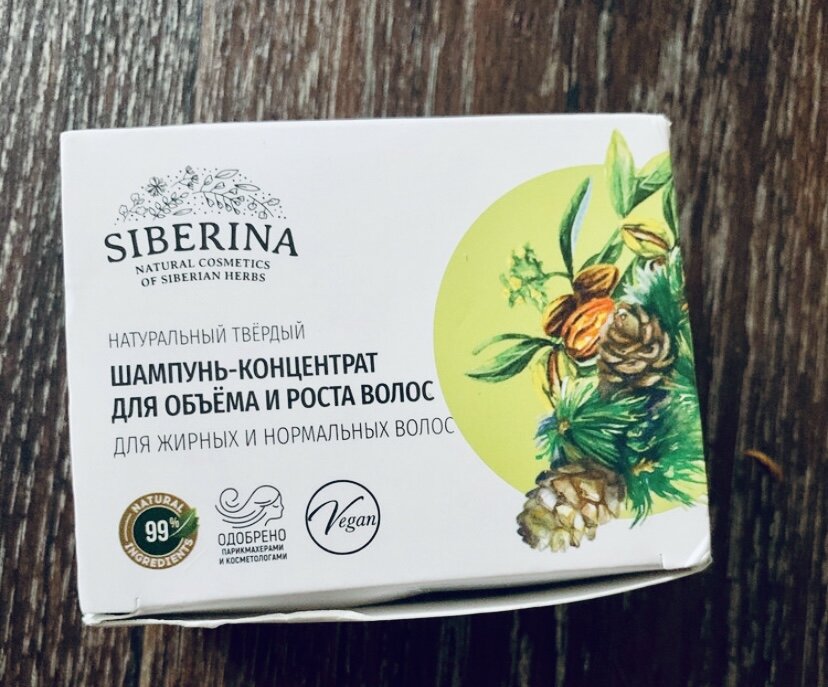 SIBERINA
NATURAL COSMETICS
OF SIBERIAN HERBS
НАТУРАЛЬНЫЙ ТВЁРДЫЙ
ШАМПУНЬ-КОНЦЕНТРАТ
ДЛЯ ОБЪЁМА И РОСТА ВОЛОС
ДЛЯ ЖИРНЫХ И НОРМАЛЬНЫХ ВОЛОС
NATURAL
99%
INGREDIENTS
ОДОБРЕНО
ПАРИКМАХЕРАМИ
И КОСМЕТОЛОГАМИ
Vegan